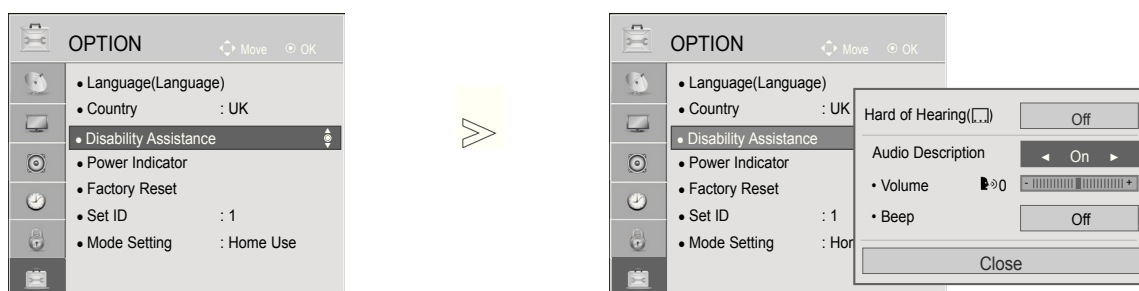 OPTION Move OK
• Language(Language)
• Country : UK
• Disability Assistance
• Power Indicator
• Factory Reset
• Set ID : 1
• Mode Setting : Home Use
OPTION Move OK
• Language(Language)
• Country : UK
• Disability Assistance
• Power Indicator
• Factory Reset
• Set ID : 1
• Mode Setting : Hor
Hard of Hearing( ) Off
Audio Description ◄ On ►
• Volume 0 - +
• Beep Off
Close